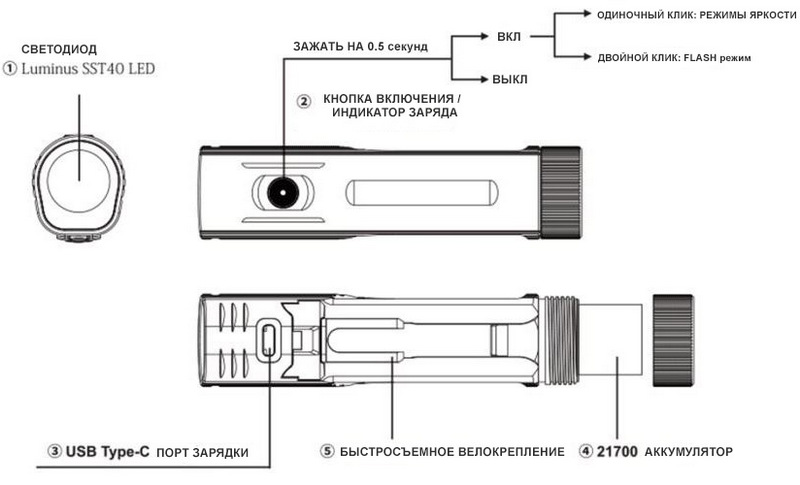 ОДИНОЧНЫЙ КЛИК: РЕЖИМЫ ЯРКОСТИ
СВЕТОДИОД
ЗАЖАТЬ НА 0.5 секунд
ВКЛ
① Luminus SST40 LED
ДВОЙНОЙ КЛИК: FLASH режим
ВЫКЛ
② КНОПКА ВКЛЮЧЕНИЯ /
ИНДИКАТОР ЗАРЯДА
③ USB Type-C ПОРТ ЗАРЯДКИ
⑤ БЫСТРОСЪЕМНОЕ ВЕЛОКРЕПЛЕНИЕ
④ 21700 АККУМУЛЯТОР